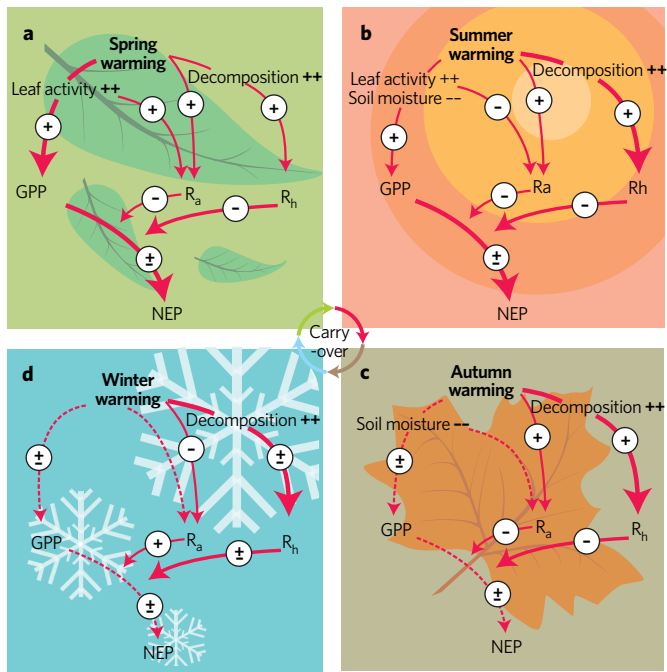 a
Spring
warming
Decomposition ++
Leaf activity ++
+
+
+
+
GPP
Ra
Rh
−
−
±
NEP
b
Summer
warming
Decomposition ++
Leaf activity ++
Soil moisture −−
−
+
+
+
GPP
Ra
Rh
−
−
±
NEP
Carry
-over
d
Winter
warming
Decomposition ++
±
−
±
GPP
+
Ra
±
Rh
±
NEP
c
Autumn
warming
Decomposition ++
Soil moisture −−
±
+
+
GPP
−
Ra
−
Rh
±
NEP